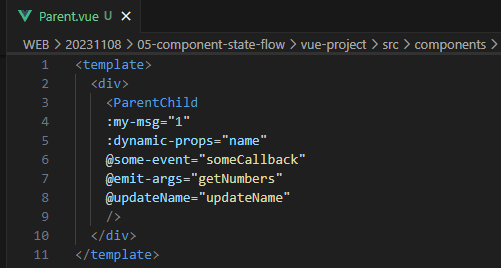 Parent.vue U
WEB > 20231108 > 05-component-state-flow > vue-project > src > components >
1 <template>
2 <div>
3 <ParentChild
4 :my-msg="1"
5 :dynamic-props="name"
6 @some-event="someCallback"
7 @emit-args="getNumbers"
8 @updateName="updateName"
9 />
10 </div>
11 </template>